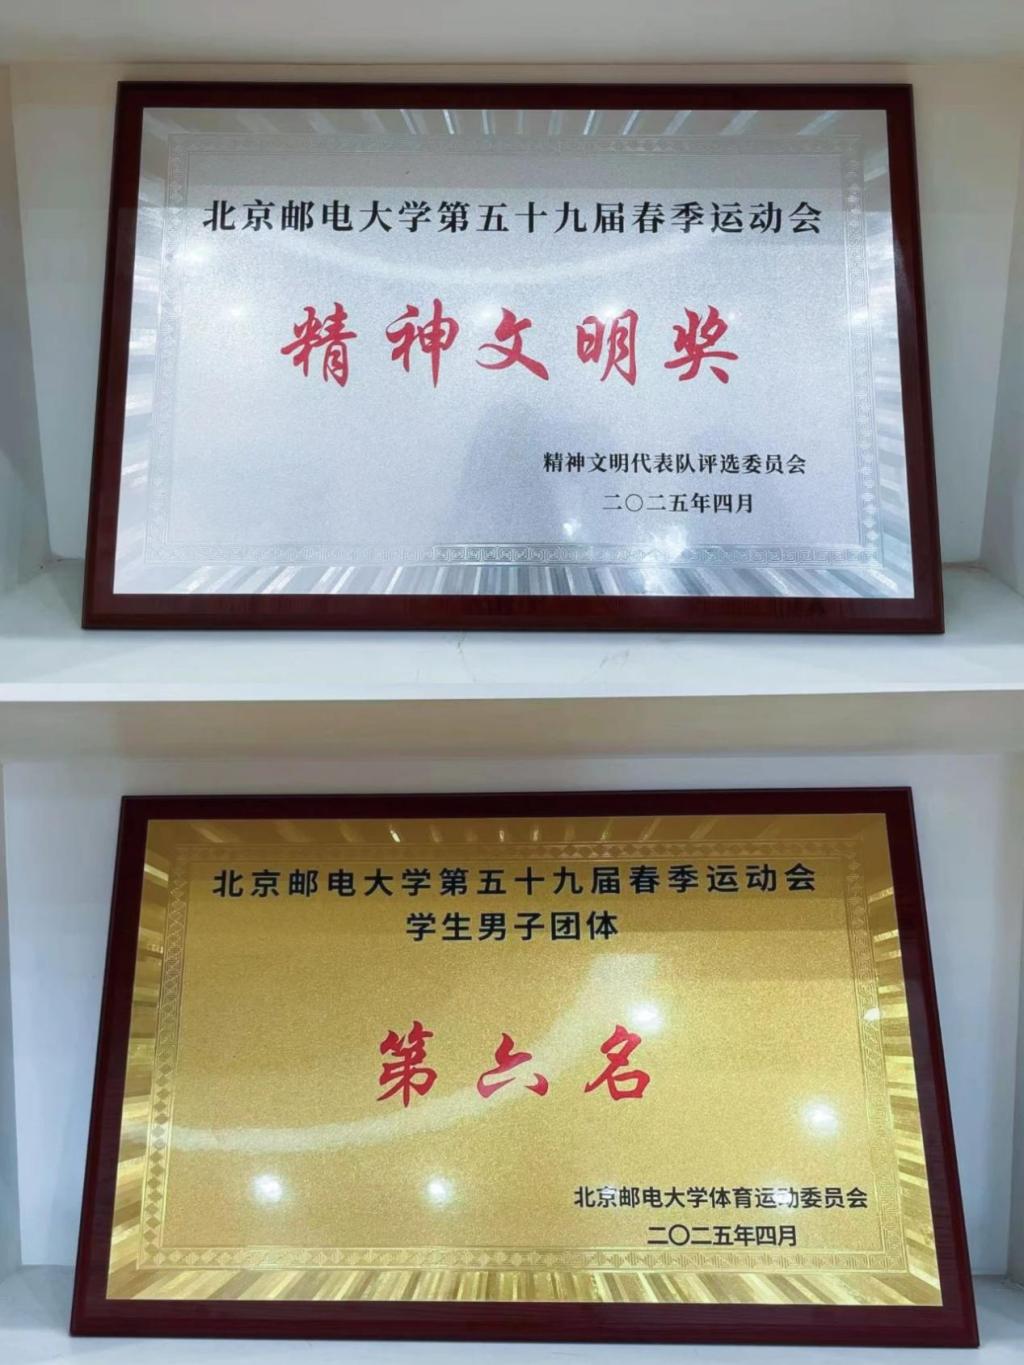 北京邮电大学第五十九届春季运动会
精神文明奖
精神文明代表队评选委员会
二〇二五年四月
北京邮电大学第五十九届春季运动会
学生男子团体
第六名
北京邮电大学体育运动委员会
二〇二五年四月